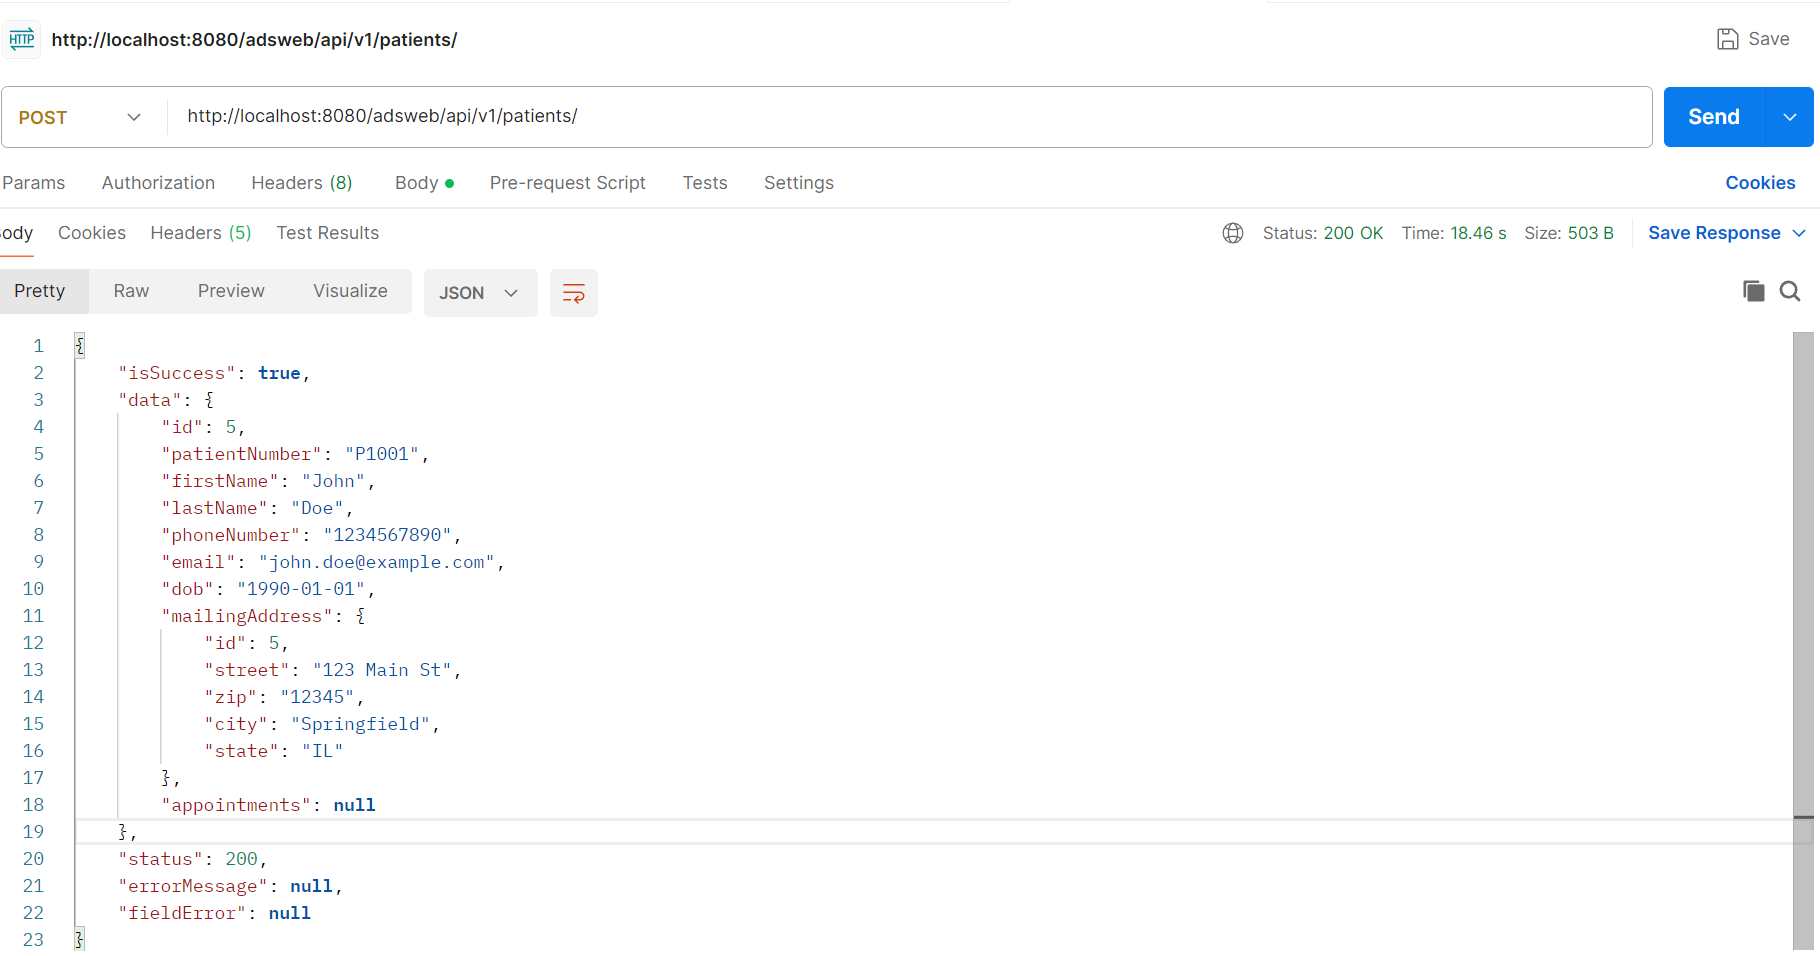 HTTP http://localhost:8080/adsweb/api/v1/patients/ Save
POST http://localhost:8080/adsweb/api/v1/patients/ Send
Params Authorization Headers (8) Body Pre-request Script Tests Settings Cookies
ody Cookies Headers (5) Test Results Status: 200 OK Time: 18.46 s Size: 503 B Save Response
Pretty Raw Preview Visualize JSON
1 {
2 "isSuccess": true,
3 "data": {
4 "id": 5,
5 "patientNumber": "P1001",
6 "firstName": "John",
7 "lastName": "Doe",
8 "phoneNumber": "1234567890",
9 "email": "john.doe@example.com",
10 "dob": "1990-01-01",
11 "mailingAddress": {
12 "id": 5,
13 "street": "123 Main St",
14 "zip": "12345",
15 "city": "Springfield",
16 "state": "IL"
17 },
18 "appointments": null
19 },
20 "status": 200,
21 "errorMessage": null,
22 "fieldError": null
23 }